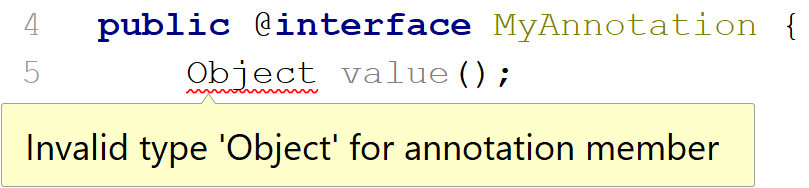 4 public @interface MyAnnotation {
5 Object value();
Invalid type 'Object' for annotation member